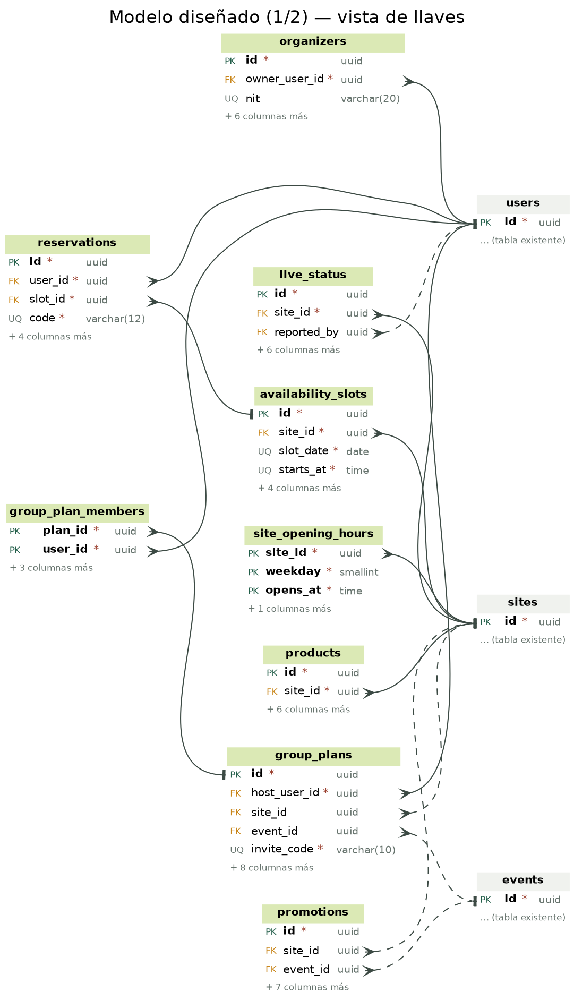 Modelo diseñado (1/2) — vista de llaves
organizers
PK id * uuid
FK owner_user_id * uuid
UQ nit varchar(20)
+ 6 columnas más
users
PK id * uuid
... (tabla existente)
reservations
PK id * uuid
FK user_id * uuid
FK slot_id * uuid
UQ code * varchar(12)
+ 4 columnas más
live_status
PK id * uuid
FK site_id * uuid
FK reported_by uuid
+ 6 columnas más
availability_slots
PK id * uuid
FK site_id * uuid
UQ slot_date * date
UQ starts_at * time
+ 4 columnas más
group_plan_members
PK plan_id * uuid
PK user_id * uuid
+ 3 columnas más
site_opening_hours
PK site_id * uuid
PK weekday * smallint
PK opens_at * time
+ 1 columnas más
sites
PK id * uuid
... (tabla existente)
products
PK id * uuid
FK site_id * uuid
+ 6 columnas más
group_plans
PK id * uuid
FK host_user_id * uuid
FK site_id uuid
FK event_id uuid
UQ invite_code * varchar(10)
+ 8 columnas más
events
PK id * uuid
... (tabla existente)
promotions
PK id * uuid
FK site_id uuid
FK event_id uuid
+ 7 columnas más